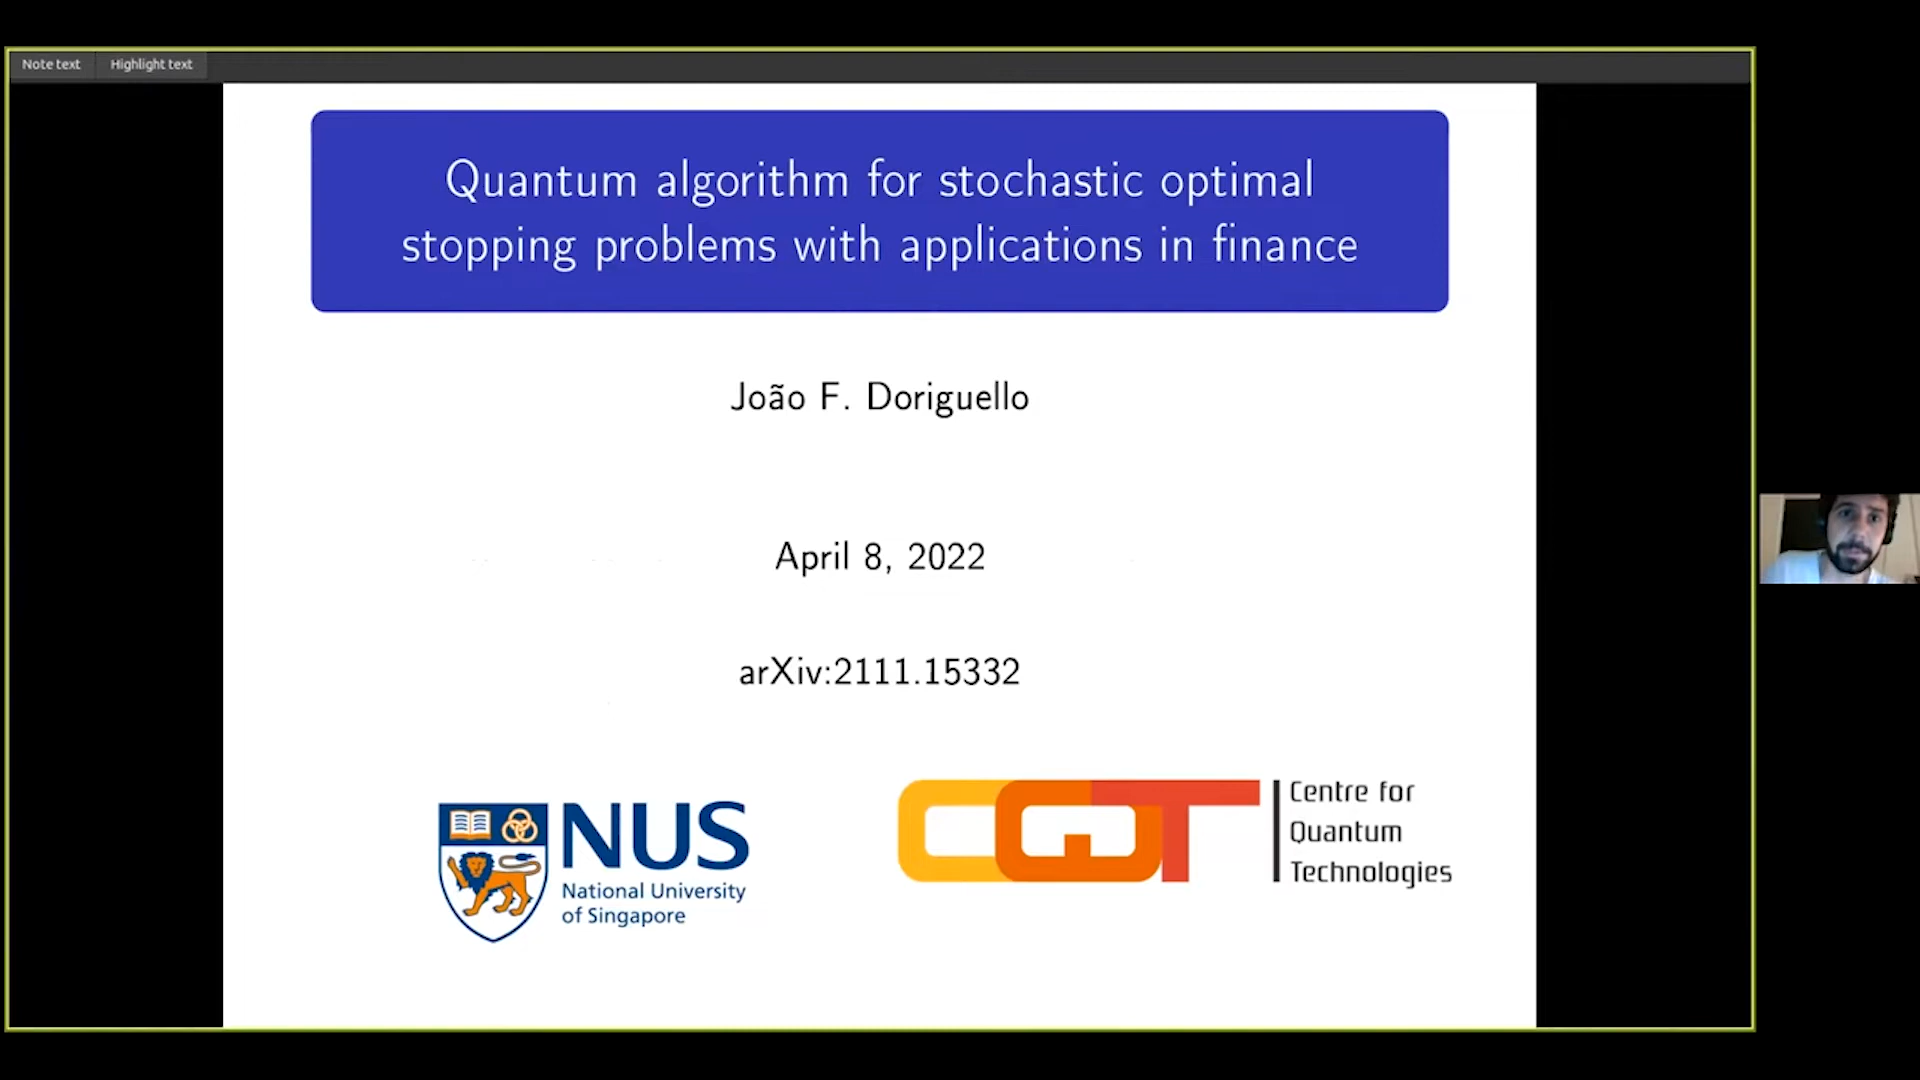 Note text
Highlight text
Quantum algorithm for stochastic optimal
stopping problems with applications in finance
João F. Doriguello
April 8, 2022
arXiv:2111.15332
NUS
National University
of Singapore
CQT
Centre for
Quantum
Technologies